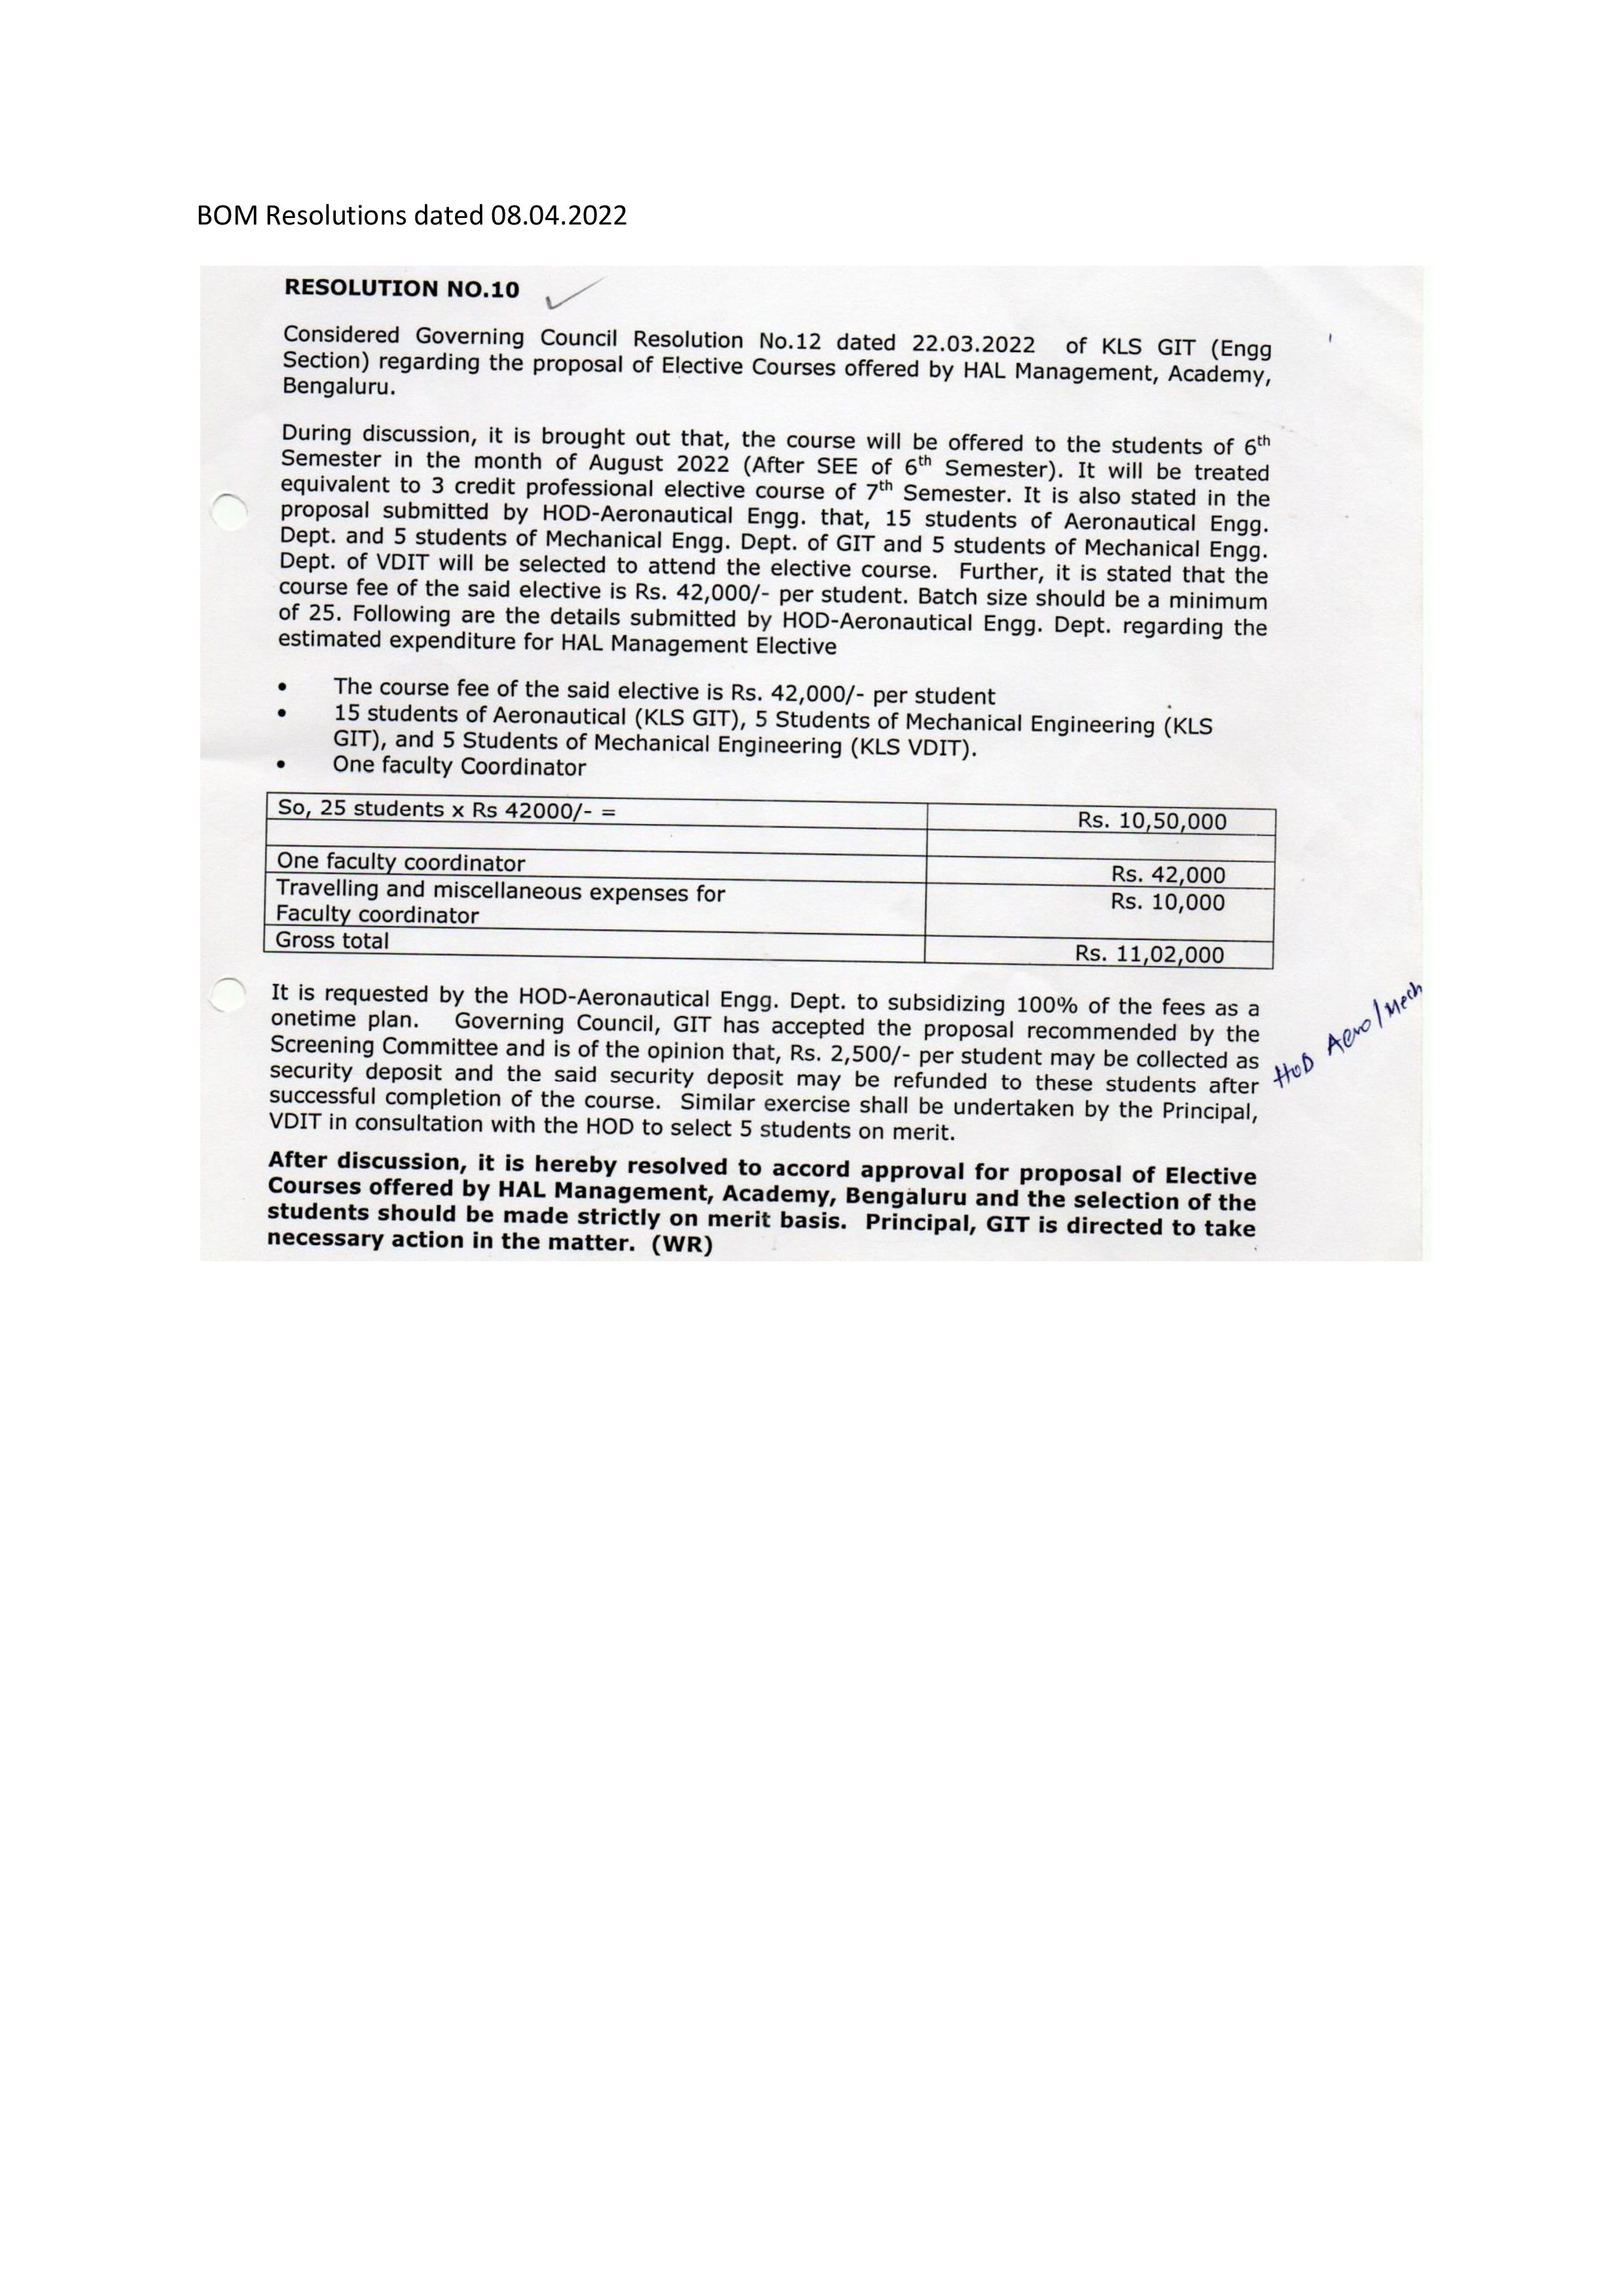 BOM Resolutions dated 08.04.2022
RESOLUTION NO.10
Considered Governing Council Resolution No.12 dated 22.03.2022 of KLS GIT (Engg
Section) regarding the proposal of Elective Courses offered by HAL Management, Academy,
Bengaluru.
During discussion, it is brought out that, the course will be offered to the students of 6th
Semester in the month of August 2022 (After SEE of 6th Semester). It will be treated
equivalent to 3 credit professional elective course of 7th Semester. It is also stated in the
proposal submitted by HOD-Aeronautical Engg. that, 15 students of Aeronautical Engg.
Dept. and 5 students of Mechanical Engg. Dept. of GIT and 5 students of Mechanical Engg.
Dept. of VDIT will be selected to attend the elective course. Further, it is stated that the
course fee of the said elective is Rs. 42,000/- per student. Batch size should be a minimum
of 25. Following are the details submitted by HOD-Aeronautical Engg. Dept. regarding the
estimated expenditure for HAL Management Elective
• The course fee of the said elective is Rs. 42,000/- per student
• 15 students of Aeronautical (KLS GIT), 5 Students of Mechanical Engineering (KLS
GIT), and 5 Students of Mechanical Engineering (KLS VDIT).
• One faculty Coordinator
So, 25 students x Rs 42000/- = Rs. 10,50,000
One faculty coordinator Rs. 42,000
Travelling and miscellaneous expenses for Rs. 10,000
Faculty coordinator
Gross total Rs. 11,02,000
It is requested by the HOD-Aeronautical Engg. Dept. to subsidizing 100% of the fees as a
onetime plan. Governing Council, GIT has accepted the proposal recommended by the
Screening Committee and is of the opinion that, Rs. 2,500/- per student may be collected as
security deposit and the said security deposit may be refunded to these students after
successful completion of the course. Similar exercise shall be undertaken by the Principal,
VDIT in consultation with the HOD to select 5 students on merit.
HOD Aero/Mech
After discussion, it is hereby resolved to accord approval for proposal of Elective
Courses offered by HAL Management, Academy, Bengaluru and the selection of the
students should be made strictly on merit basis. Principal, GIT is directed to take
necessary action in the matter. (WR)